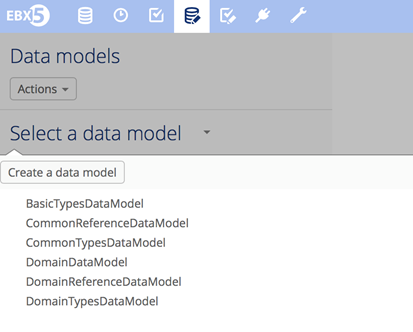 EBX5
Data models
Actions
Select a data model
Create a data model
BasicTypesDataModel
CommonReferenceDataModel
CommonTypesDataModel
DomainDataModel
DomainReferenceDataModel
DomainTypesDataModel